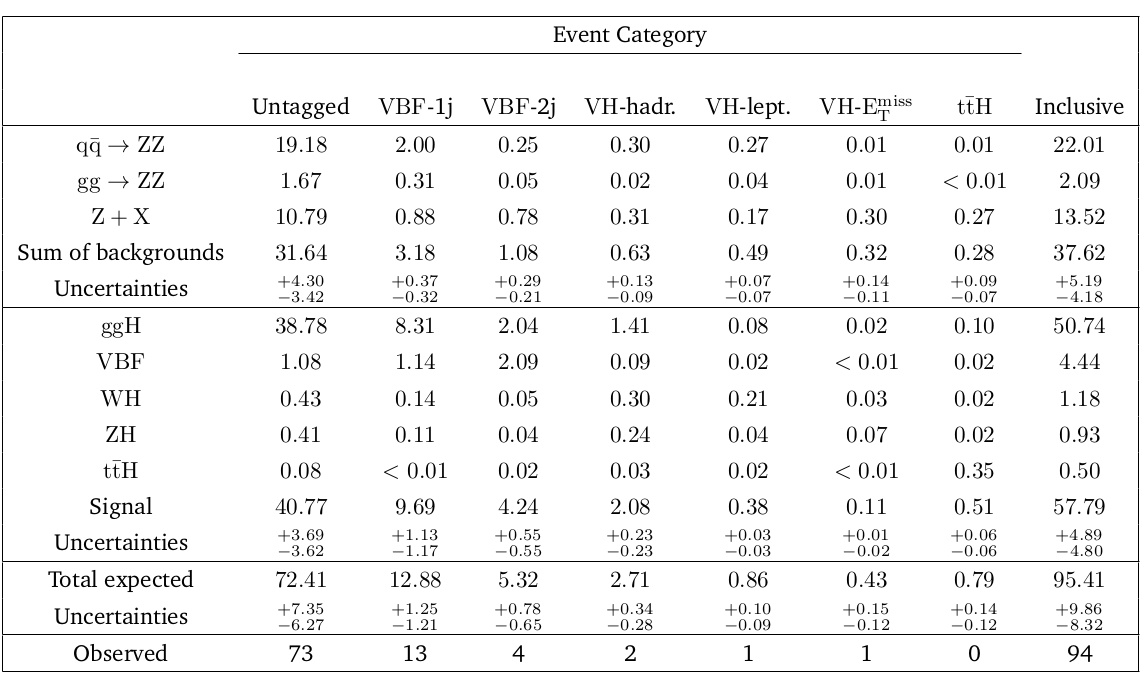 Event Category
Untagged VBF-1j VBF-2j VH-hadr. VH-lept. VH-E_T^miss tt̄H Inclusive
qq̄ → ZZ 19.18 2.00 0.25 0.30 0.27 0.01 0.01 22.01
gg → ZZ 1.67 0.31 0.05 0.02 0.04 0.01 < 0.01 2.09
Z + X 10.79 0.88 0.78 0.31 0.17 0.30 0.27 13.52
Sum of backgrounds 31.64 3.18 1.08 0.63 0.49 0.32 0.28 37.62
Uncertainties +4.30 −3.42 +0.37 −0.32 +0.29 −0.21 +0.13 −0.09 +0.07 −0.07 +0.14 −0.11 +0.09 −0.07 +5.19 −4.18
ggH 38.78 8.31 2.04 1.41 0.08 0.02 0.10 50.74
VBF 1.08 1.14 2.09 0.09 0.02 < 0.01 0.02 4.44
WH 0.43 0.14 0.05 0.30 0.21 0.03 0.02 1.18
ZH 0.41 0.11 0.04 0.24 0.04 0.07 0.02 0.93
tt̄H 0.08 < 0.01 0.02 0.03 0.02 < 0.01 0.35 0.50
Signal 40.77 9.69 4.24 2.08 0.38 0.11 0.51 57.79
Uncertainties +3.69 −3.62 +1.13 −1.17 +0.55 −0.55 +0.23 −0.23 +0.03 −0.03 +0.01 −0.02 +0.06 −0.06 +4.89 −4.80
Total expected 72.41 12.88 5.32 2.71 0.86 0.43 0.79 95.41
Uncertainties +7.35 −6.27 +1.25 −1.21 +0.78 −0.65 +0.34 −0.28 +0.10 −0.09 +0.15 −0.12 +0.14 −0.12 +9.86 −8.32
Observed 73 13 4 2 1 1 0 94